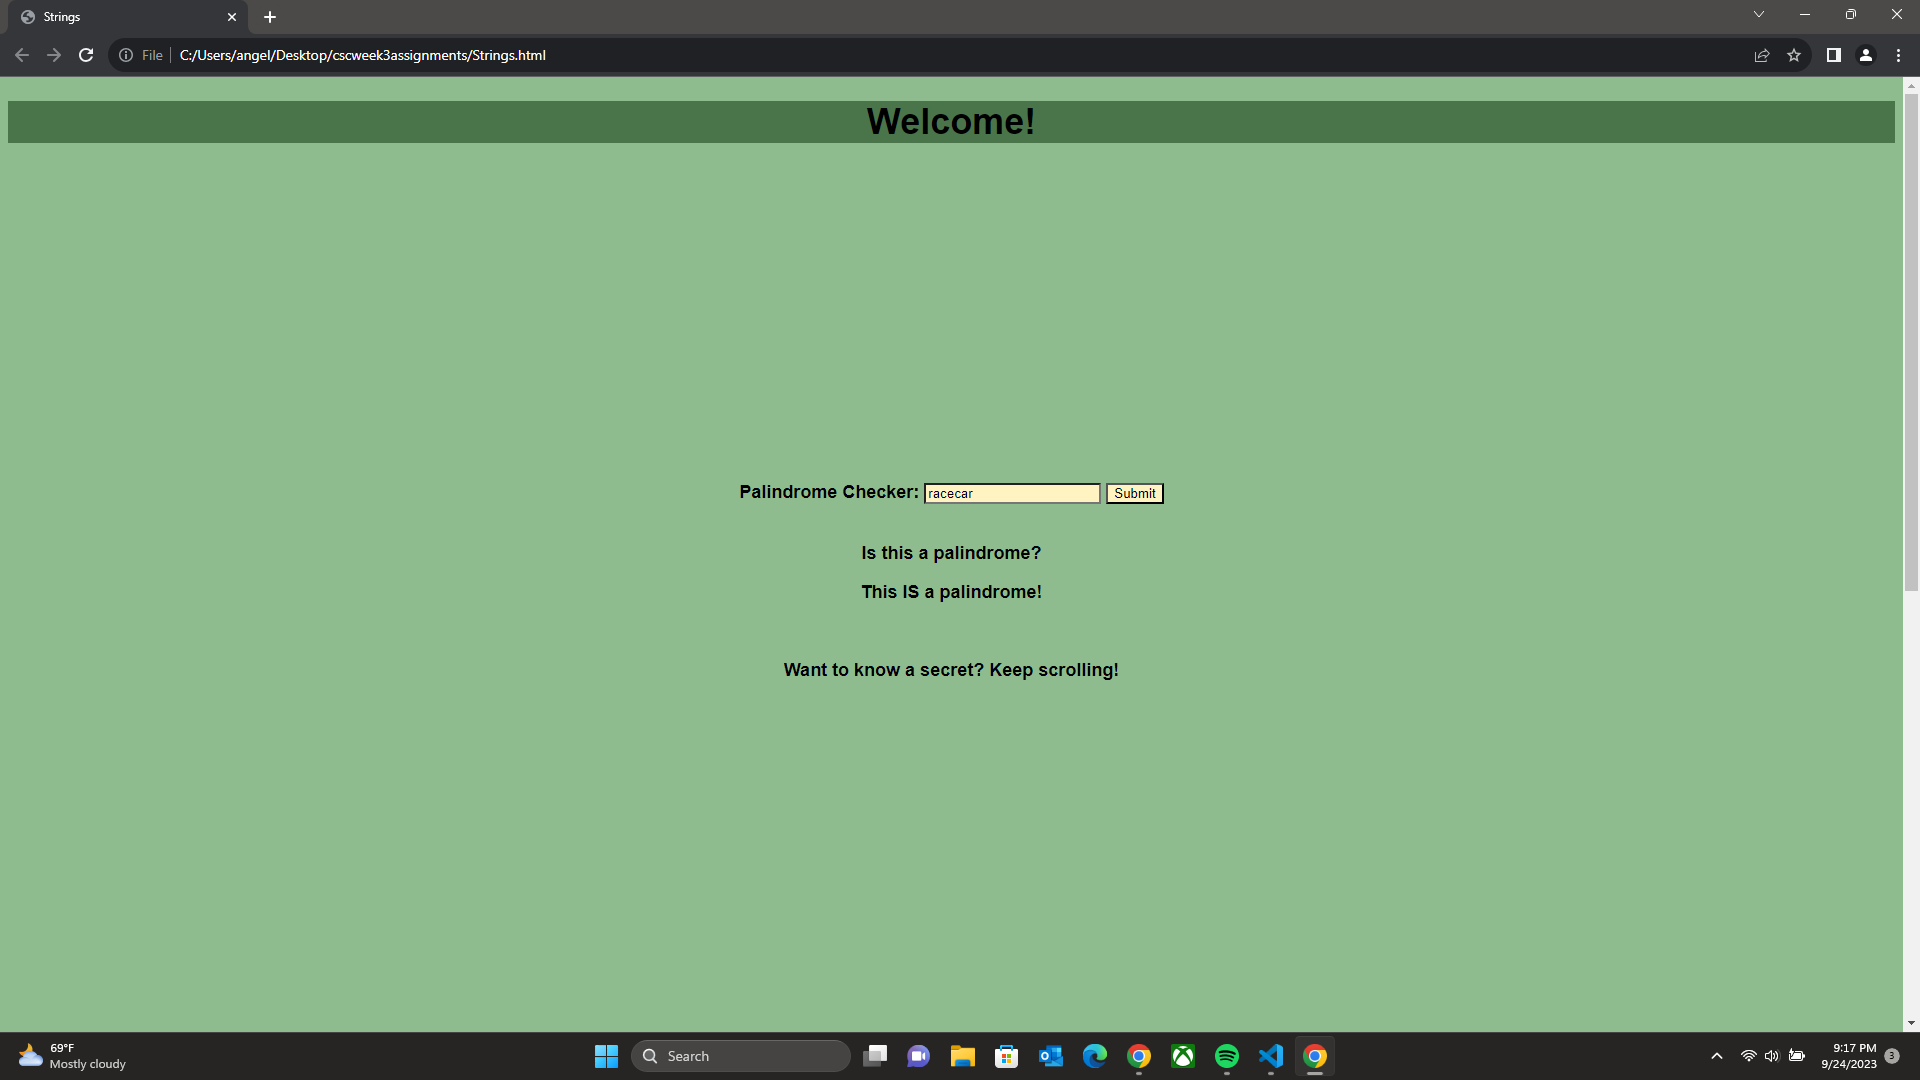 Strings
File
C:/Users/angel/Desktop/cscweek3assignments/Strings.html
Welcome!
Palindrome Checker: racecar Submit
Is this a palindrome?
This IS a palindrome!
Want to know a secret? Keep scrolling!
69°F
Mostly cloudy
Search
9:17 PM
9/24/2023
3